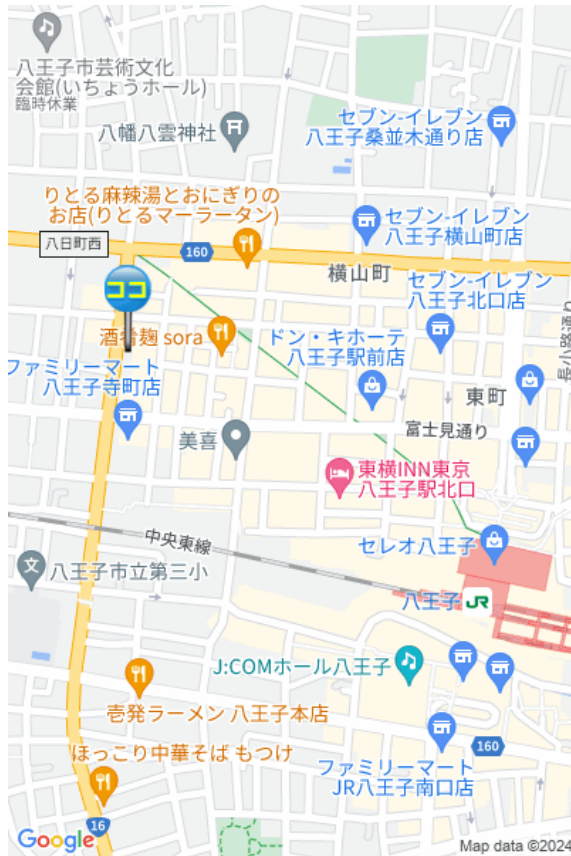 八王子市芸術文化
会館(いちょうホール)
臨時休業
八幡八雲神社
セブン-イレブン
八王子桑並木通り店
りとる麻辣湯とおにぎりの
お店(りとるマーラータン)
セブン-イレブン
八王子横山町店
八日町西
160
横山町
セブン-イレブン
八王子北口店
ココ
酒肴麹 sora
ドン・キホーテ
八王子駅前店
長小路通り
ファミリーマート
八王子寺町店
東町
富士見通り
美喜
東横INN東京
八王子駅北口
中央東線
セレオ八王子
八王子市立第三小
八王子
JR
J:COMホール八王子
壱発ラーメン 八王子本店
160
ほっこり中華そば もつけ
ファミリーマート
JR八王子南口店
16
Google
Map data ©2024